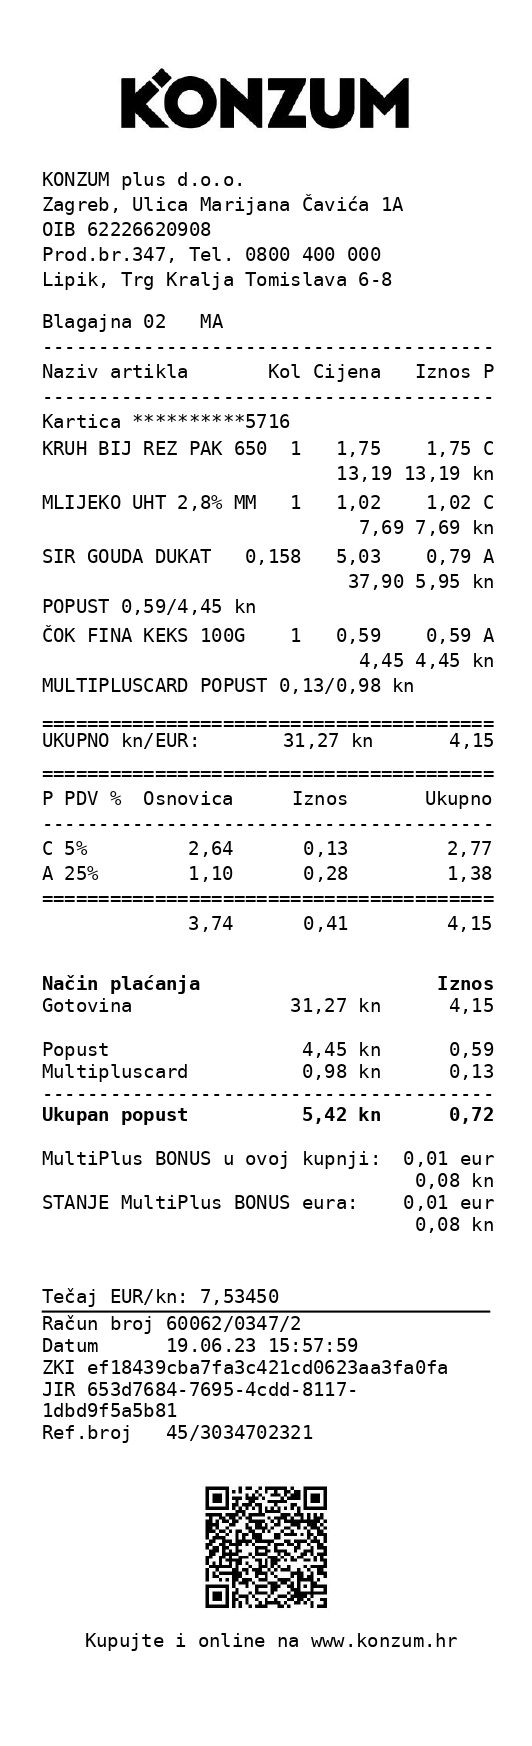 KONZUM
KONZUM plus d.o.o.
Zagreb, Ulica Marijana Čavića 1A
OIB 62226620908
Prod.br.347, Tel. 0800 400 000
Lipik, Trg Kralja Tomislava 6-8
Blagajna 02   MA
----------------------------------------
Naziv artikla       Kol Cijena   Iznos P
----------------------------------------
Kartica **********5716
KRUH BIJ REZ PAK 650  1   1,75    1,75 C
13,19 13,19 kn
MLIJEKO UHT 2,8% MM   1   1,02    1,02 C
7,69 7,69 kn
SIR GOUDA DUKAT   0,158   5,03    0,79 A
37,90 5,95 kn
POPUST 0,59/4,45 kn
ČOK FINA KEKS 100G    1   0,59    0,59 A
4,45 4,45 kn
MULTIPLUSCARD POPUST 0,13/0,98 kn
========================================
UKUPNO kn/EUR:       31,27 kn       4,15
========================================
P PDV %  Osnovica     Iznos       Ukupno
----------------------------------------
C 5%         2,64      0,13         2,77
A 25%        1,10      0,28         1,38
========================================
3,74      0,41         4,15
Način plaćanja                     Iznos
Gotovina              31,27 kn      4,15
Popust                 4,45 kn      0,59
Multipluscard          0,98 kn      0,13
----------------------------------------
Ukupan popust          5,42 kn      0,72
MultiPlus BONUS u ovoj kupnji:  0,01 eur
0,08 kn
STANJE MultiPlus BONUS eura:    0,01 eur
0,08 kn
Tečaj EUR/kn: 7,53450
Račun broj 60062/0347/2
Datum      19.06.23 15:57:59
ZKI ef18439cba7fa3c421cd0623aa3fa0fa
JIR 653d7684-7695-4cdd-8117-
1dbd9f5a5b81
Ref.broj   45/3034702321
Kupujte i online na www.konzum.hr